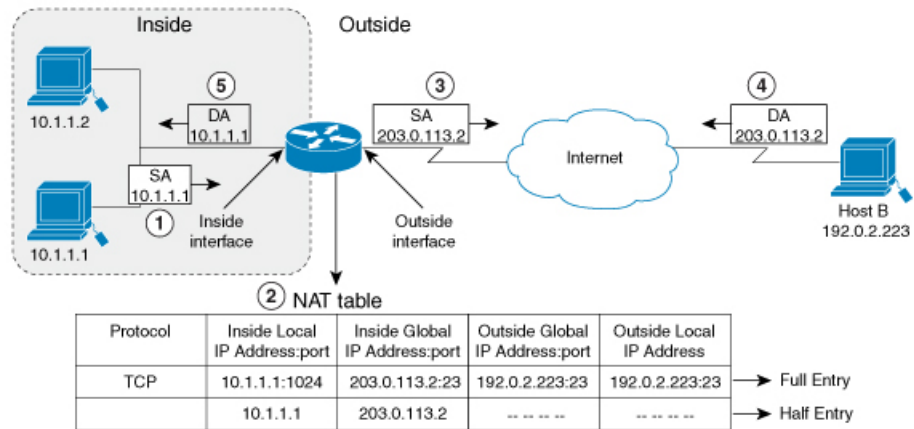 Inside
Outside
10.1.1.2
5
DA
10.1.1.1
3
SA
203.0.113.2
4
DA
203.0.113.2
Internet
SA
10.1.1.1
1
10.1.1.1
Inside
interface
Outside
interface
Host B
192.0.2.223
2 NAT table
Protocol
Inside Local
IP Address:port
Inside Global
IP Address:port
Outside Global
IP Address:port
Outside Local
IP Address
TCP
10.1.1.1:1024
203.0.113.2:23
192.0.2.223:23
192.0.2.223:23
Full Entry
10.1.1.1
203.0.113.2
-- -- -- --
-- -- -- --
Half Entry